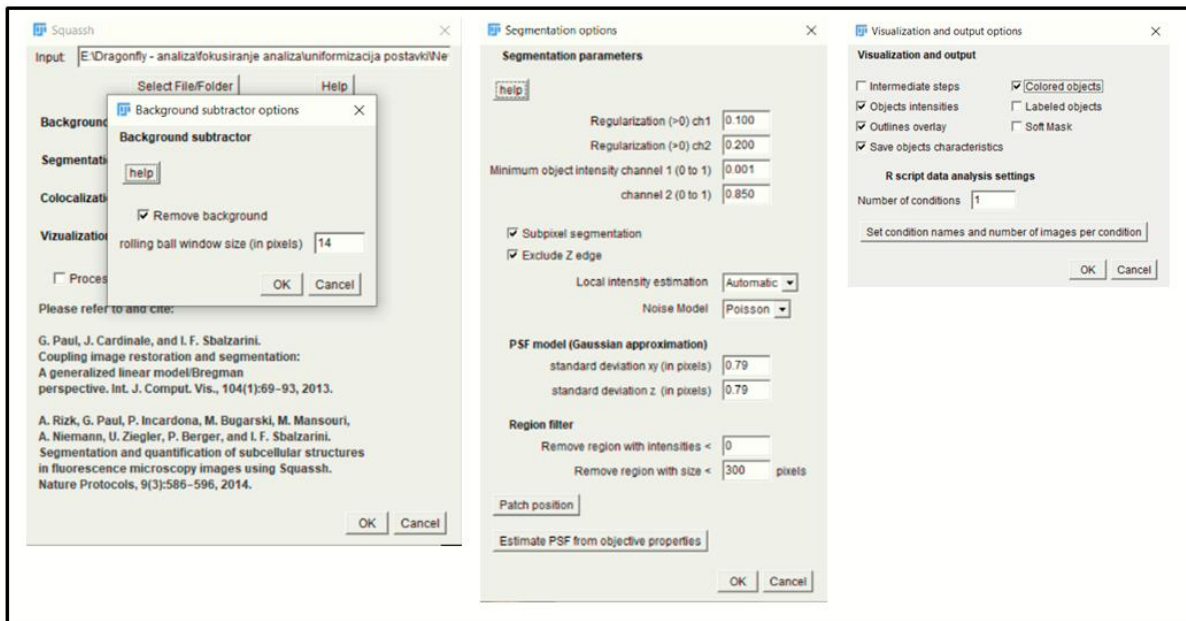 Squassh
Input: E:\Dragonfly - analiza\fokusiranje analiza\uniformizacija postavki\Ne
Select File/Folder Help
Background subtractor options
Background
Background subtractor
help
Segmentati
Colocalizati
Remove background
Vizualization
rolling ball window size (in pixels) 14
Proces
OK Cancel
Please refer to and cite:
G. Paul, J. Cardinale, and I. F. Sbalzarini.
Coupling image restoration and segmentation:
A generalized linear model/Bregman
perspective. Int. J. Comput. Vis., 104(1):69–93, 2013.
A. Rizk, G. Paul, P. Incardona, M. Bugarski, M. Mansouri,
A. Niemann, U. Ziegler, P. Berger, and I. F. Sbalzarini.
Segmentation and quantification of subcellular structures
in fluorescence microscopy images using Squassh.
Nature Protocols, 9(3):586–596, 2014.
OK Cancel
Segmentation options
Segmentation parameters
help
Regularization (>0) ch1 0.100
Regularization (>0) ch2 0.200
Minimum object intensity channel 1 (0 to 1) 0.001
channel 2 (0 to 1) 0.850
Subpixel segmentation
Exclude Z edge
Local intensity estimation Automatic
Noise Model Poisson
PSF model (Gaussian approximation)
standard deviation xy (in pixels) 0.79
standard deviation z (in pixels) 0.79
Region filter
Remove region with intensities < 0
Remove region with size < 300 pixels
Patch position
Estimate PSF from objective properties
OK Cancel
Visualization and output options
Visualization and output
Intermediate steps Colored objects
Objects intensities Labeled objects
Outlines overlay Soft Mask
Save objects characteristics
R script data analysis settings
Number of conditions 1
Set condition names and number of images per condition
OK Cancel